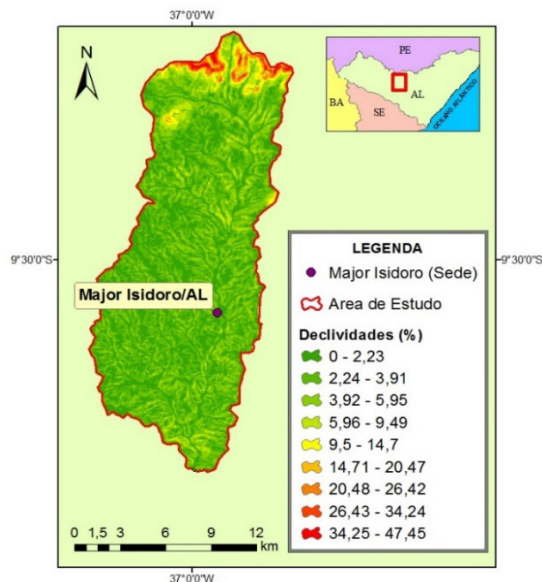 37°0'0"W
N
PE
BA
AL
SE
OCEANO ATLÂNTICO
9°30'0"S
9°30'0"S
Major Isidoro/AL
LEGENDA
Major Isidoro (Sede)
Area de Estudo
Declividades (%)
0 - 2,23
2,24 - 3,91
3,92 - 5,95
5,96 - 9,49
9,5 - 14,7
14,71 - 20,47
20,48 - 26,42
26,43 - 34,24
34,25 - 47,45
0 1,5 3 6 9 12
km
37°0'0"W